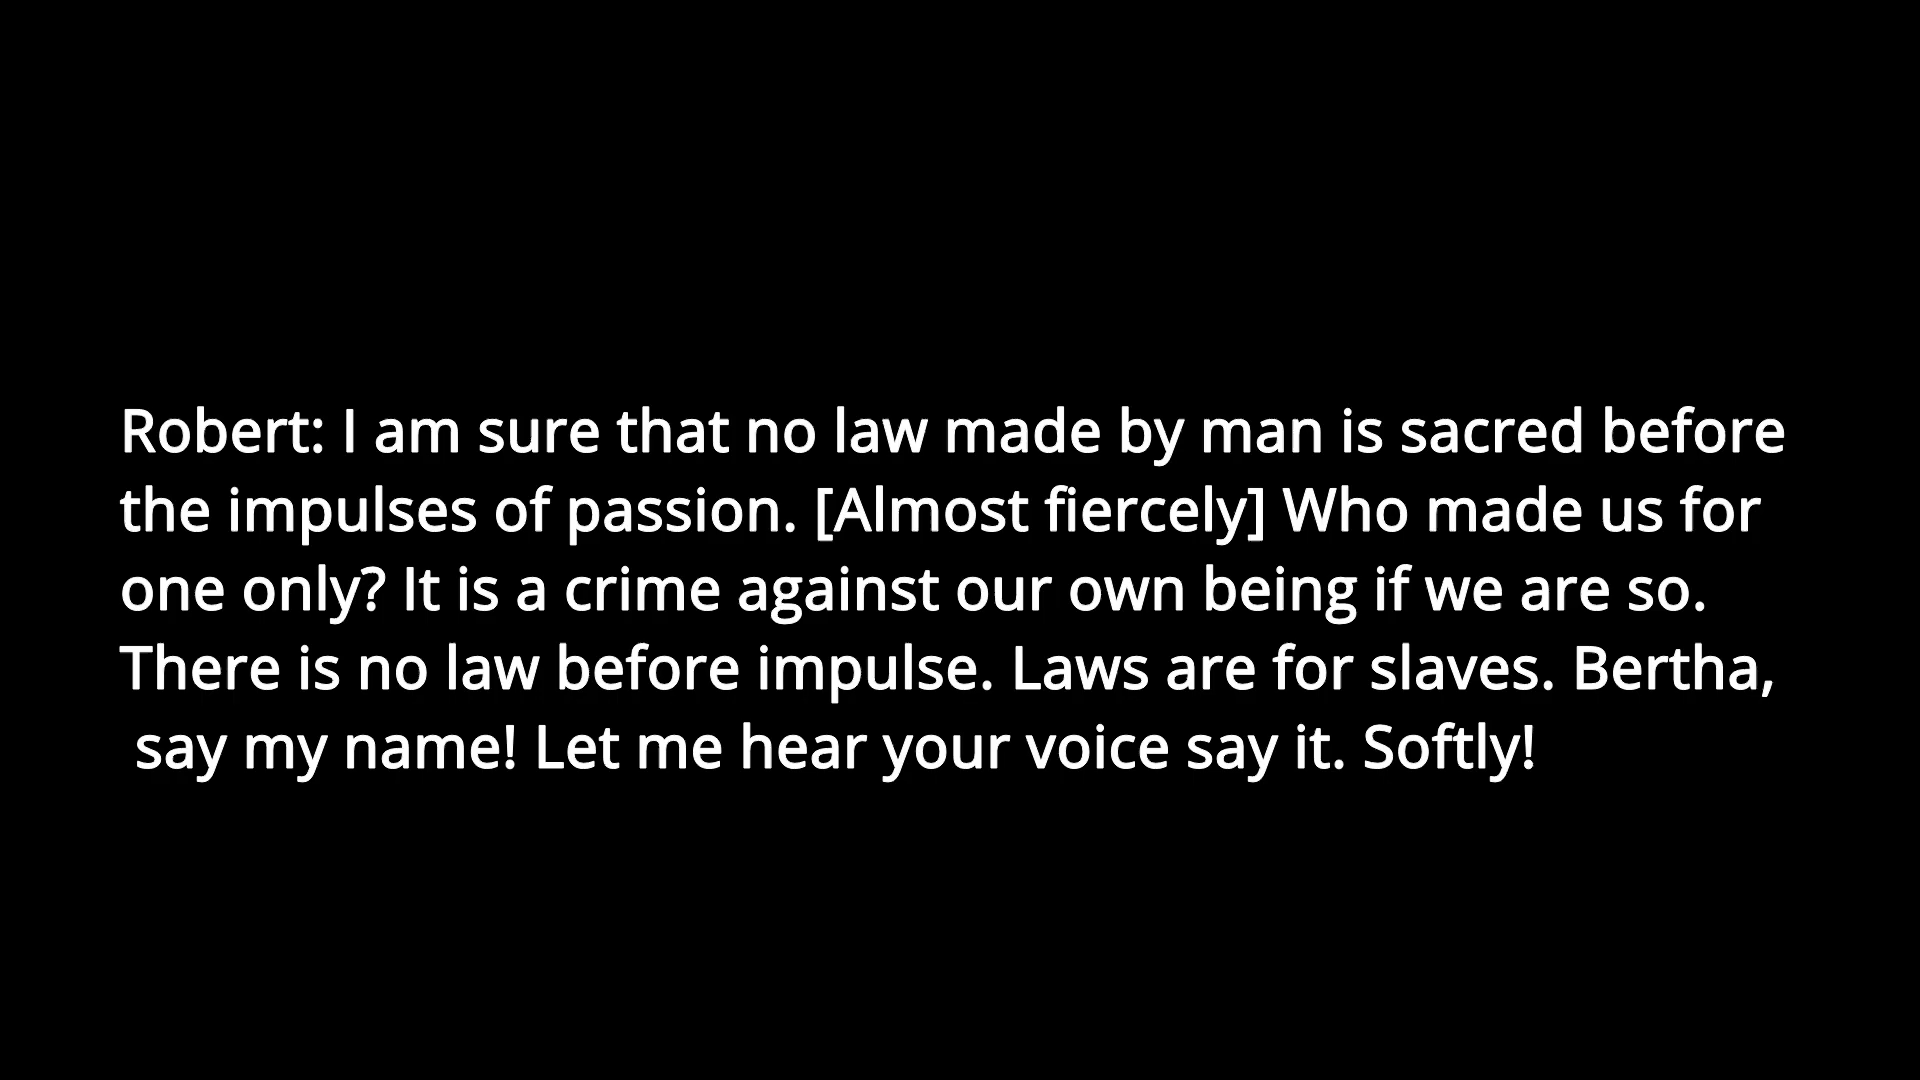 Robert: I am sure that no law made by man is sacred before
the impulses of passion. [Almost fiercely] Who made us for
one only? It is a crime against our own being if we are so.
There is no law before impulse. Laws are for slaves. Bertha,
say my name! Let me hear your voice say it. Softly!